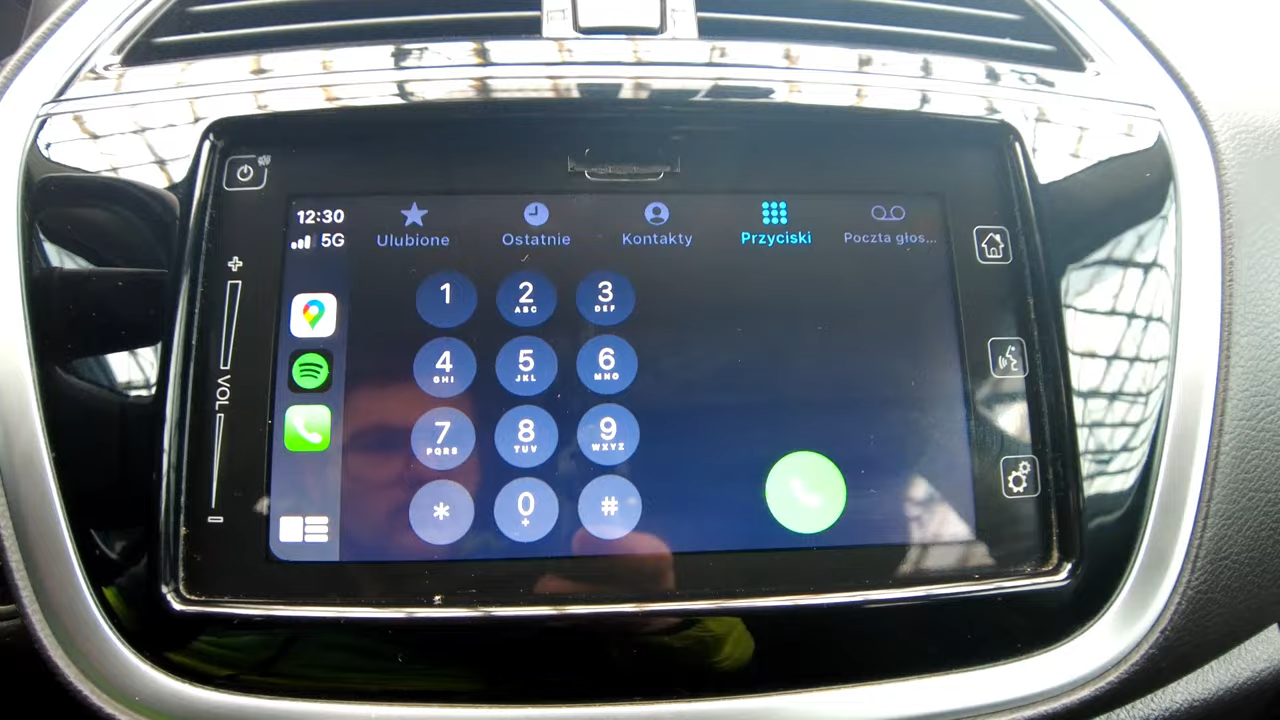 12:30
5G
Ulubione
Ostatnie
Kontakty
Przyciski
Poczta głos...
VOL
1
2
ABC
3
DEF
4
GHI
5
JKL
6
MNO
7
PQRS
8
TUV
9
WXYZ
*
0
+
#